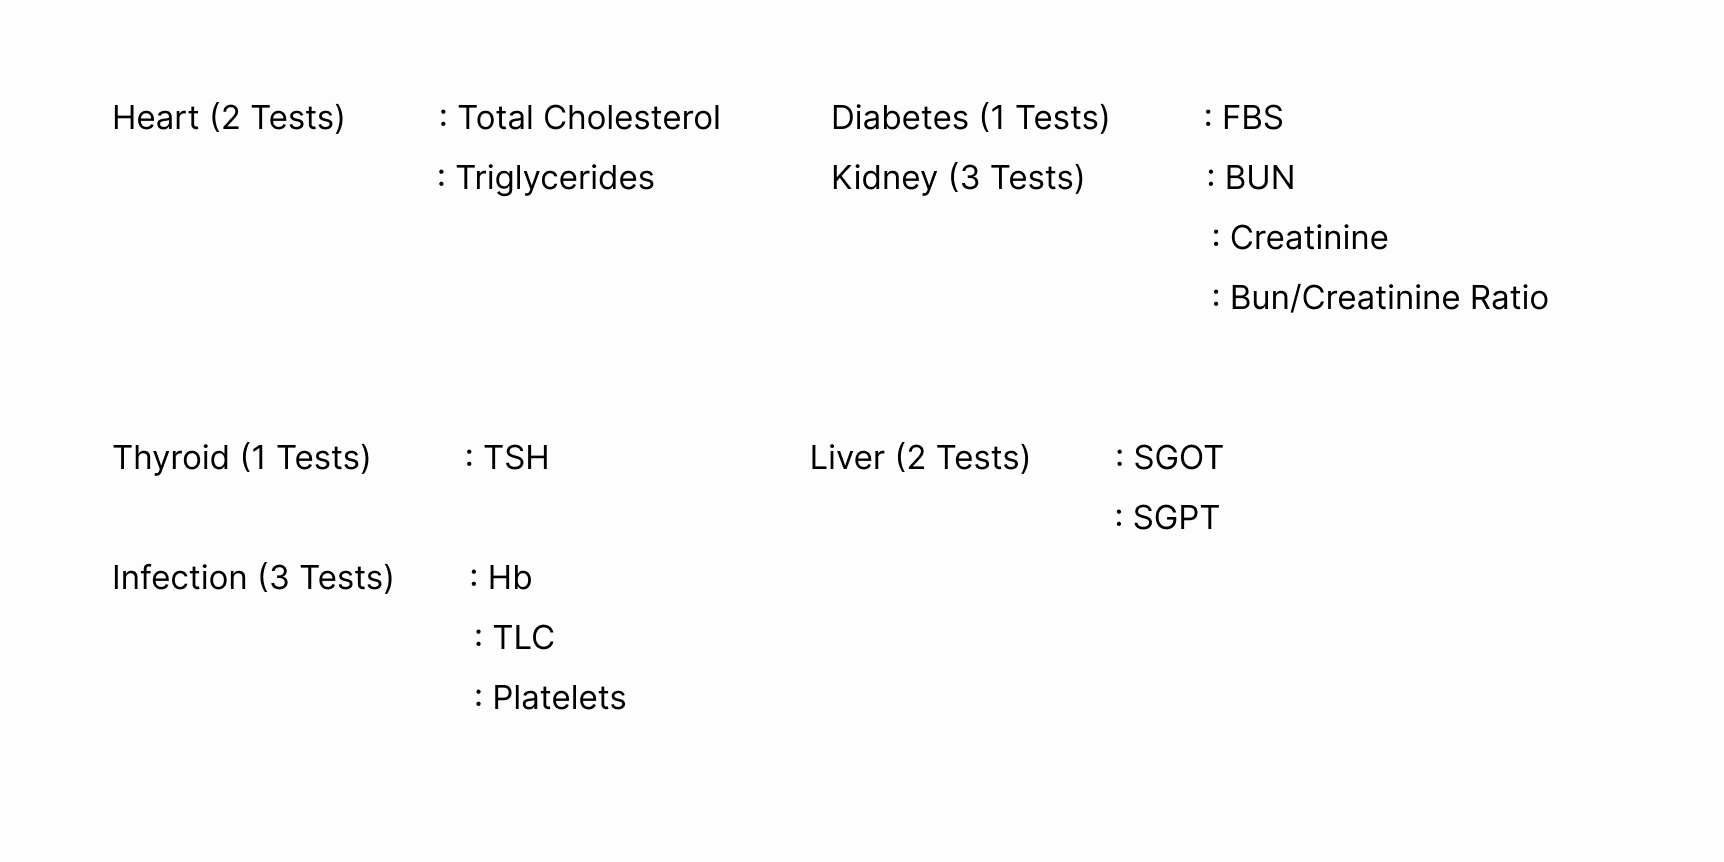 Heart (2 Tests) : Total Cholesterol
: Triglycerides
Diabetes (1 Tests) : FBS
Kidney (3 Tests) : BUN
: Creatinine
: Bun/Creatinine Ratio
Thyroid (1 Tests) : TSH
Liver (2 Tests) : SGOT
: SGPT
Infection (3 Tests) : Hb
: TLC
: Platelets